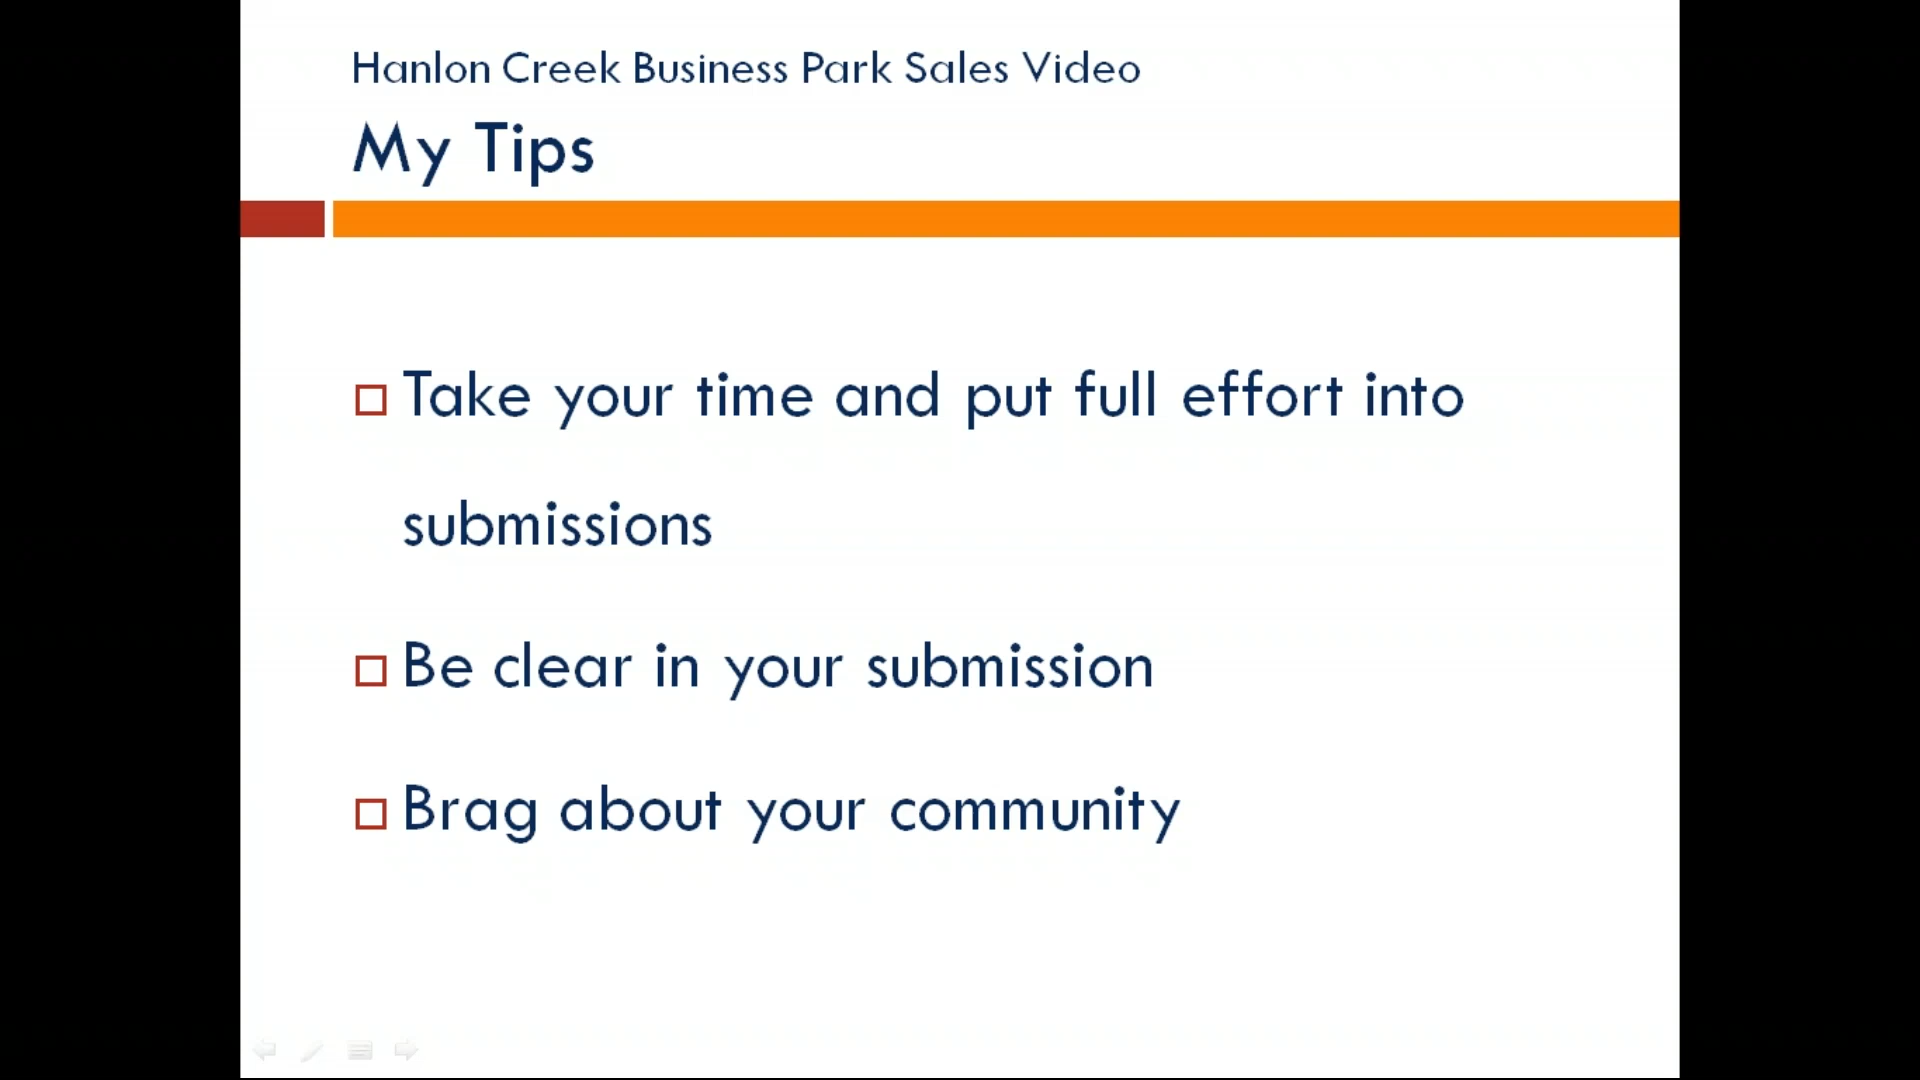 Hanlon Creek Business Park Sales Video
My Tips
Take your time and put full effort into
submissions
Be clear in your submission
Brag about your community